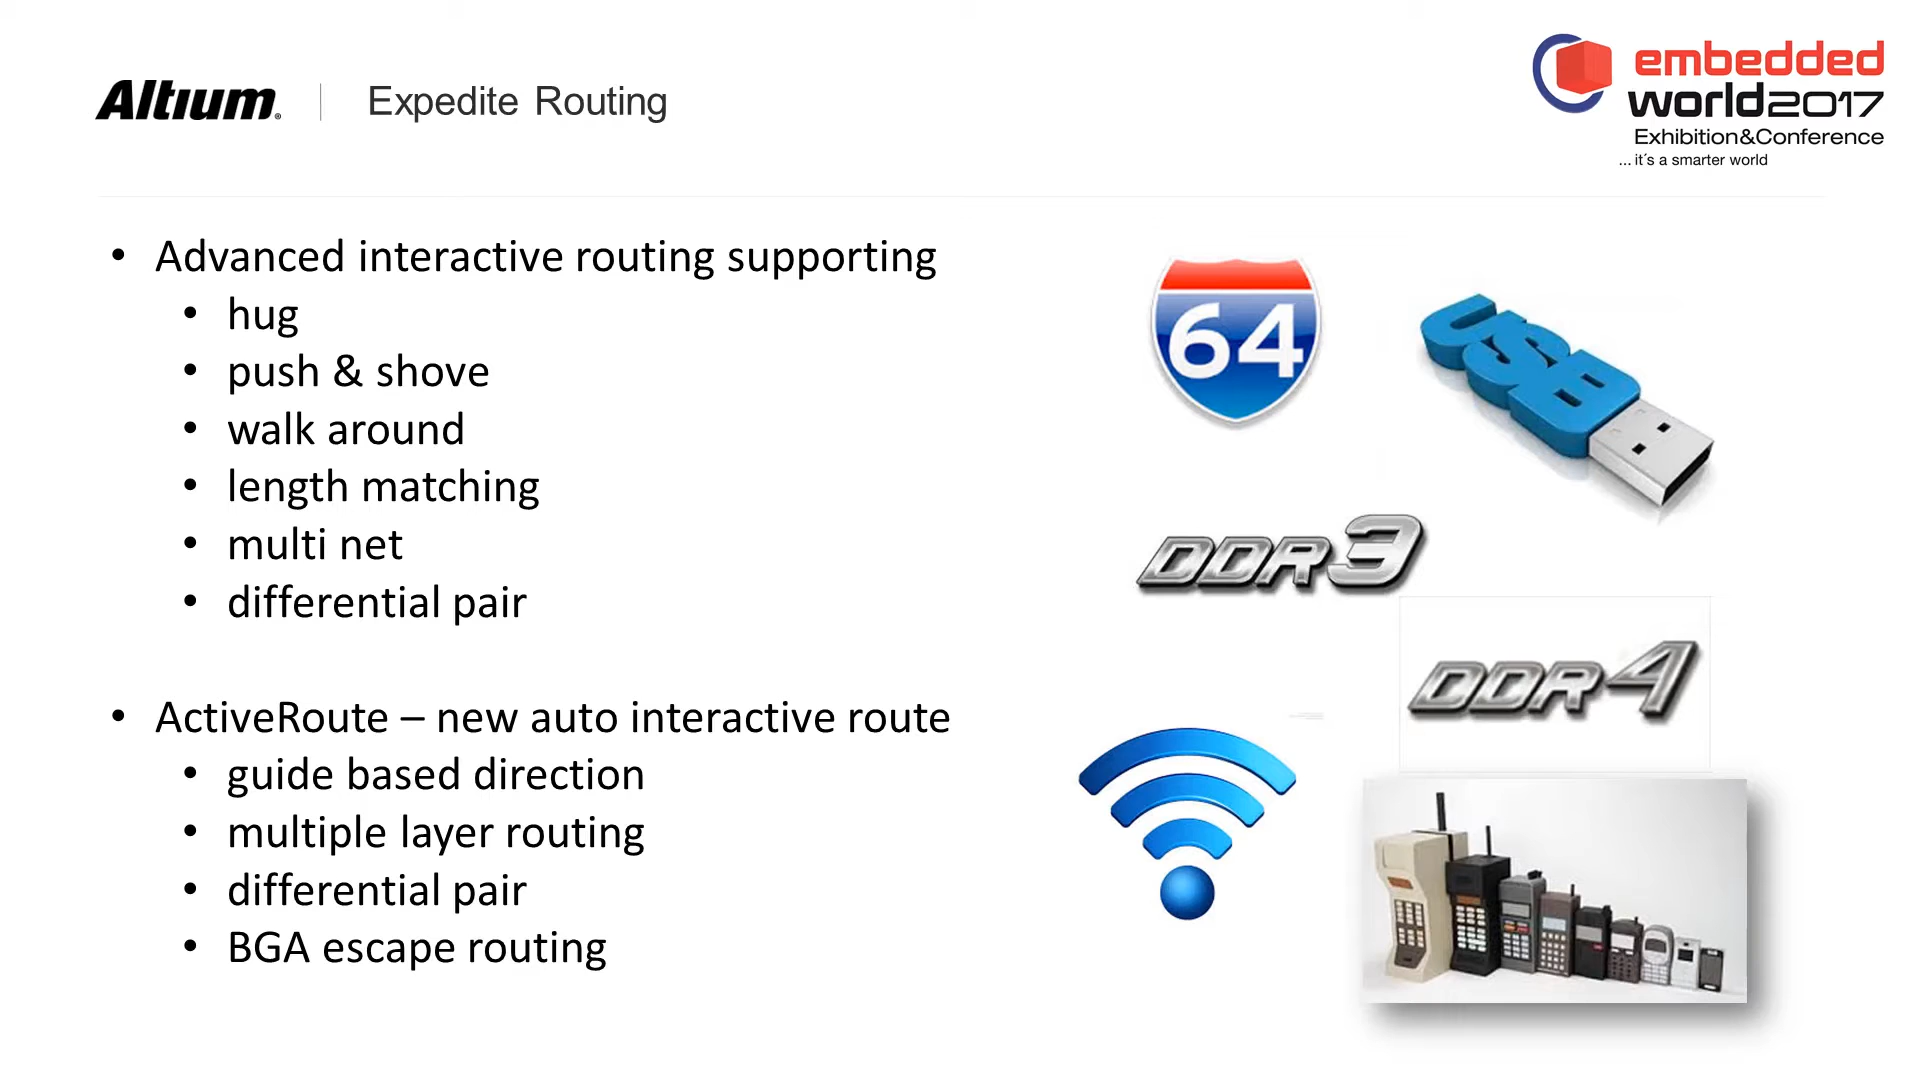 Altium
Expedite Routing
embedded
world2017
Exhibition&Conference
... it´s a smarter world
• Advanced interactive routing supporting
• hug
• push & shove
• walk around
• length matching
• multi net
• differential pair
• ActiveRoute – new auto interactive route
• guide based direction
• multiple layer routing
• differential pair
• BGA escape routing
64
USB
DDR3
DDR4